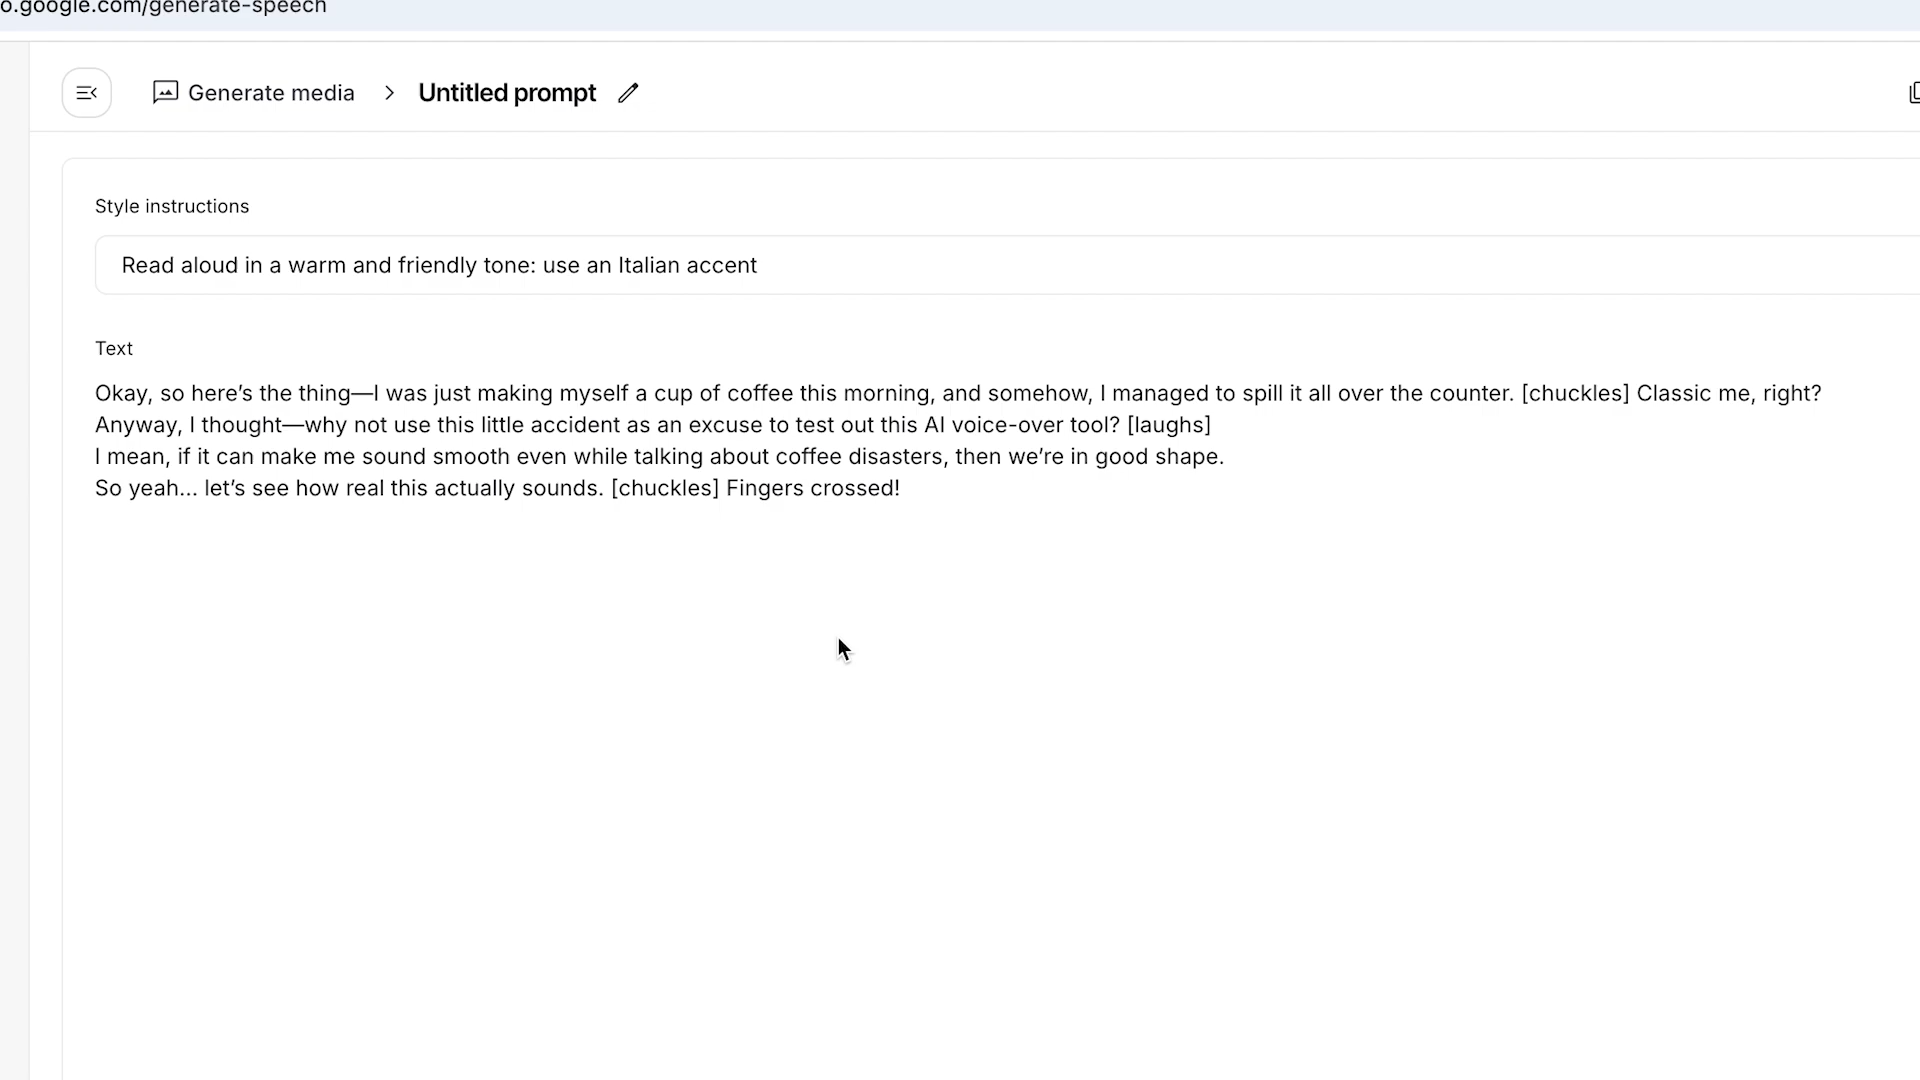 o.google.com/generate-speech
Generate media > Untitled prompt
Style instructions
Read aloud in a warm and friendly tone: use an Italian accent
Text
Okay, so here’s the thing—I was just making myself a cup of coffee this morning, and somehow, I managed to spill it all over the counter. [chuckles] Classic me, right?
Anyway, I thought—why not use this little accident as an excuse to test out this AI voice-over tool? [laughs]
I mean, if it can make me sound smooth even while talking about coffee disasters, then we’re in good shape.
So yeah... let’s see how real this actually sounds. [chuckles] Fingers crossed!